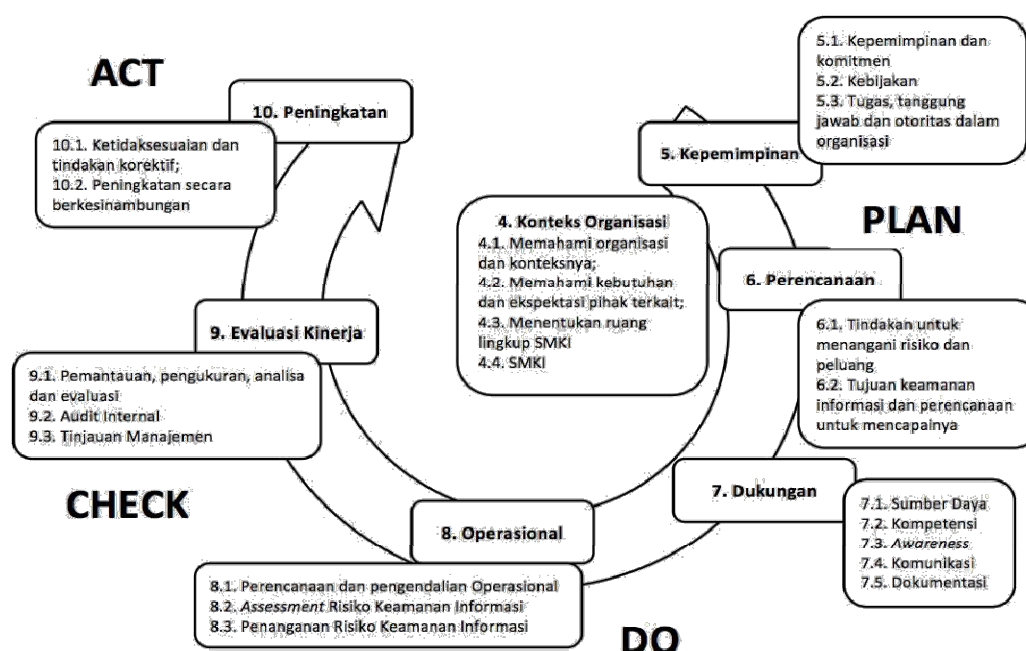 ACT
10. Peningkatan
10.1. Ketidaksesuaian dan
tindakan korektif;
10.2. Peningkatan secara
berkesinambungan
5.1. Kepemimpinan dan
komitmen
5.2. Kebijakan
5.3. Tugas, tanggung
jawab dan otoritas dalam
organisasi
5. Kepemimpinan
PLAN
4. Konteks Organisasi
4.1. Memahami organisasi
dan konteksnya;
4.2. Memahami kebutuhan
dan ekspektasi pihak terkait;
4.3. Menentukan ruang
lingkup SMKI
4.4. SMKI
6. Perencanaan
6.1. Tindakan untuk
menangani risiko dan
peluang
6.2. Tujuan keamanan
informasi dan perencanaan
untuk mencapainya
9. Evaluasi Kinerja
9.1. Pemantauan, pengukuran, analisa
dan evaluasi
9.2. Audit Internal
9.3. Tinjauan Manajemen
CHECK
7. Dukungan
7.1. Sumber Daya
7.2. Kompetensi
7.3. Awareness
7.4. Komunikasi
7.5. Dokumentasi
8. Operasional
8.1. Perencanaan dan pengendalian Operasional
8.2. Assessment Risiko Keamanan Informasi
8.3. Penanganan Risiko Keamanan Informasi
DO